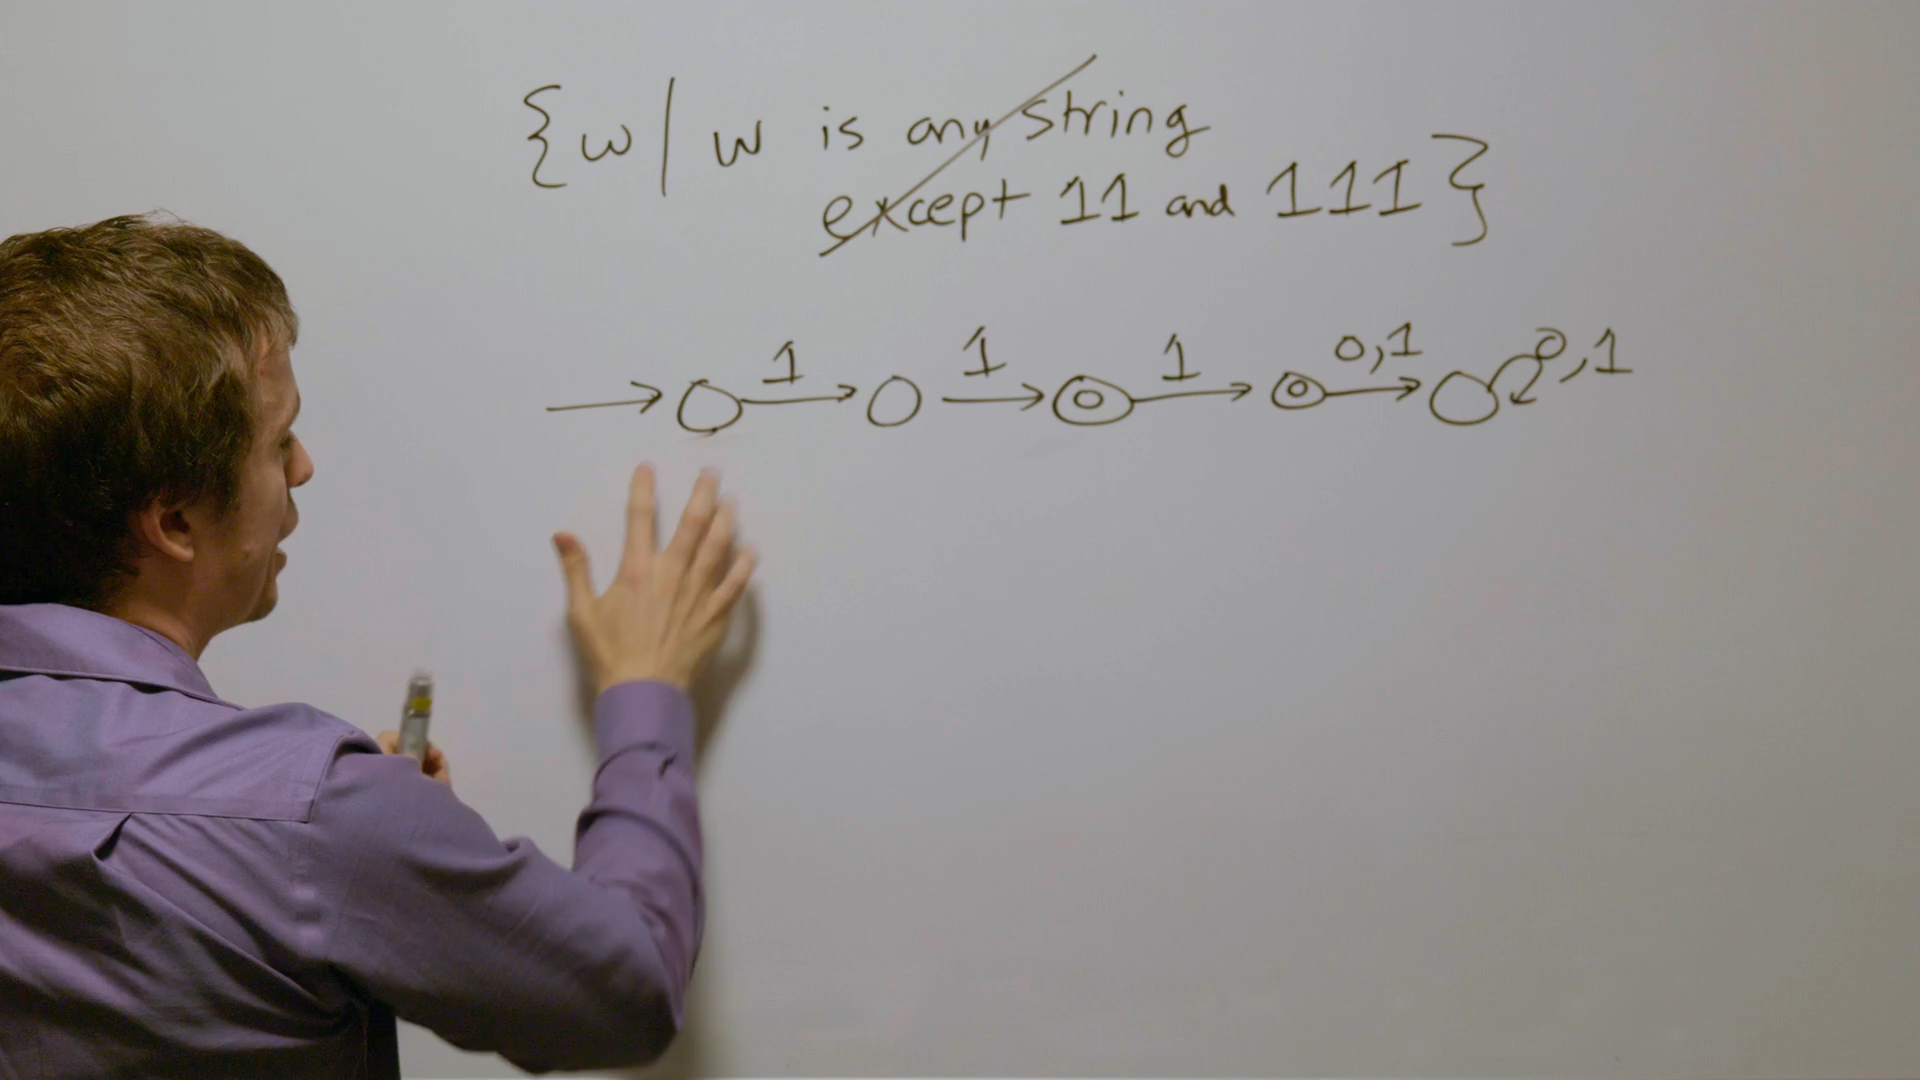 {w | w is any string
except 11 and 111}
1 1 1 0,1 0,1